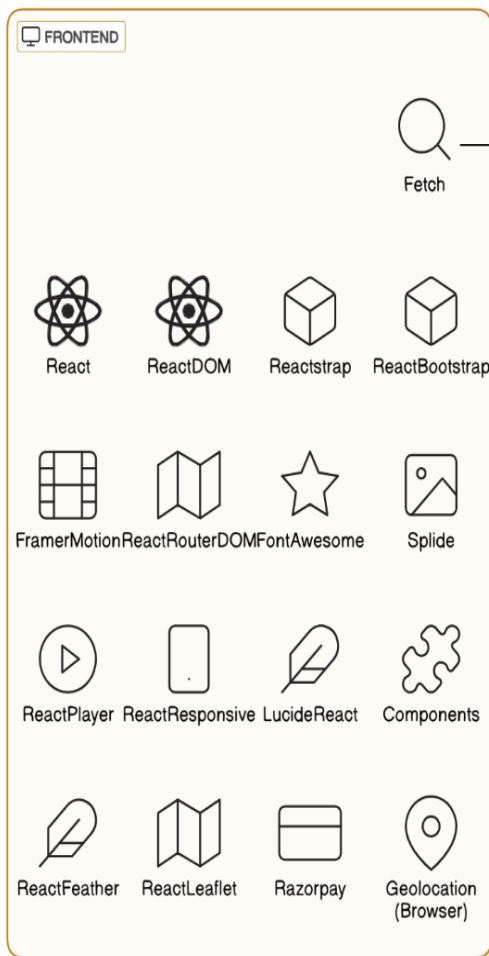 FRONTEND
Fetch
React
ReactDOM
Reactstrap
ReactBootstrap
FramerMotion
ReactRouterDOM
FontAwesome
Splide
ReactPlayer
ReactResponsive
LucideReact
Components
ReactFeather
ReactLeaflet
Razorpay
Geolocation
(Browser)